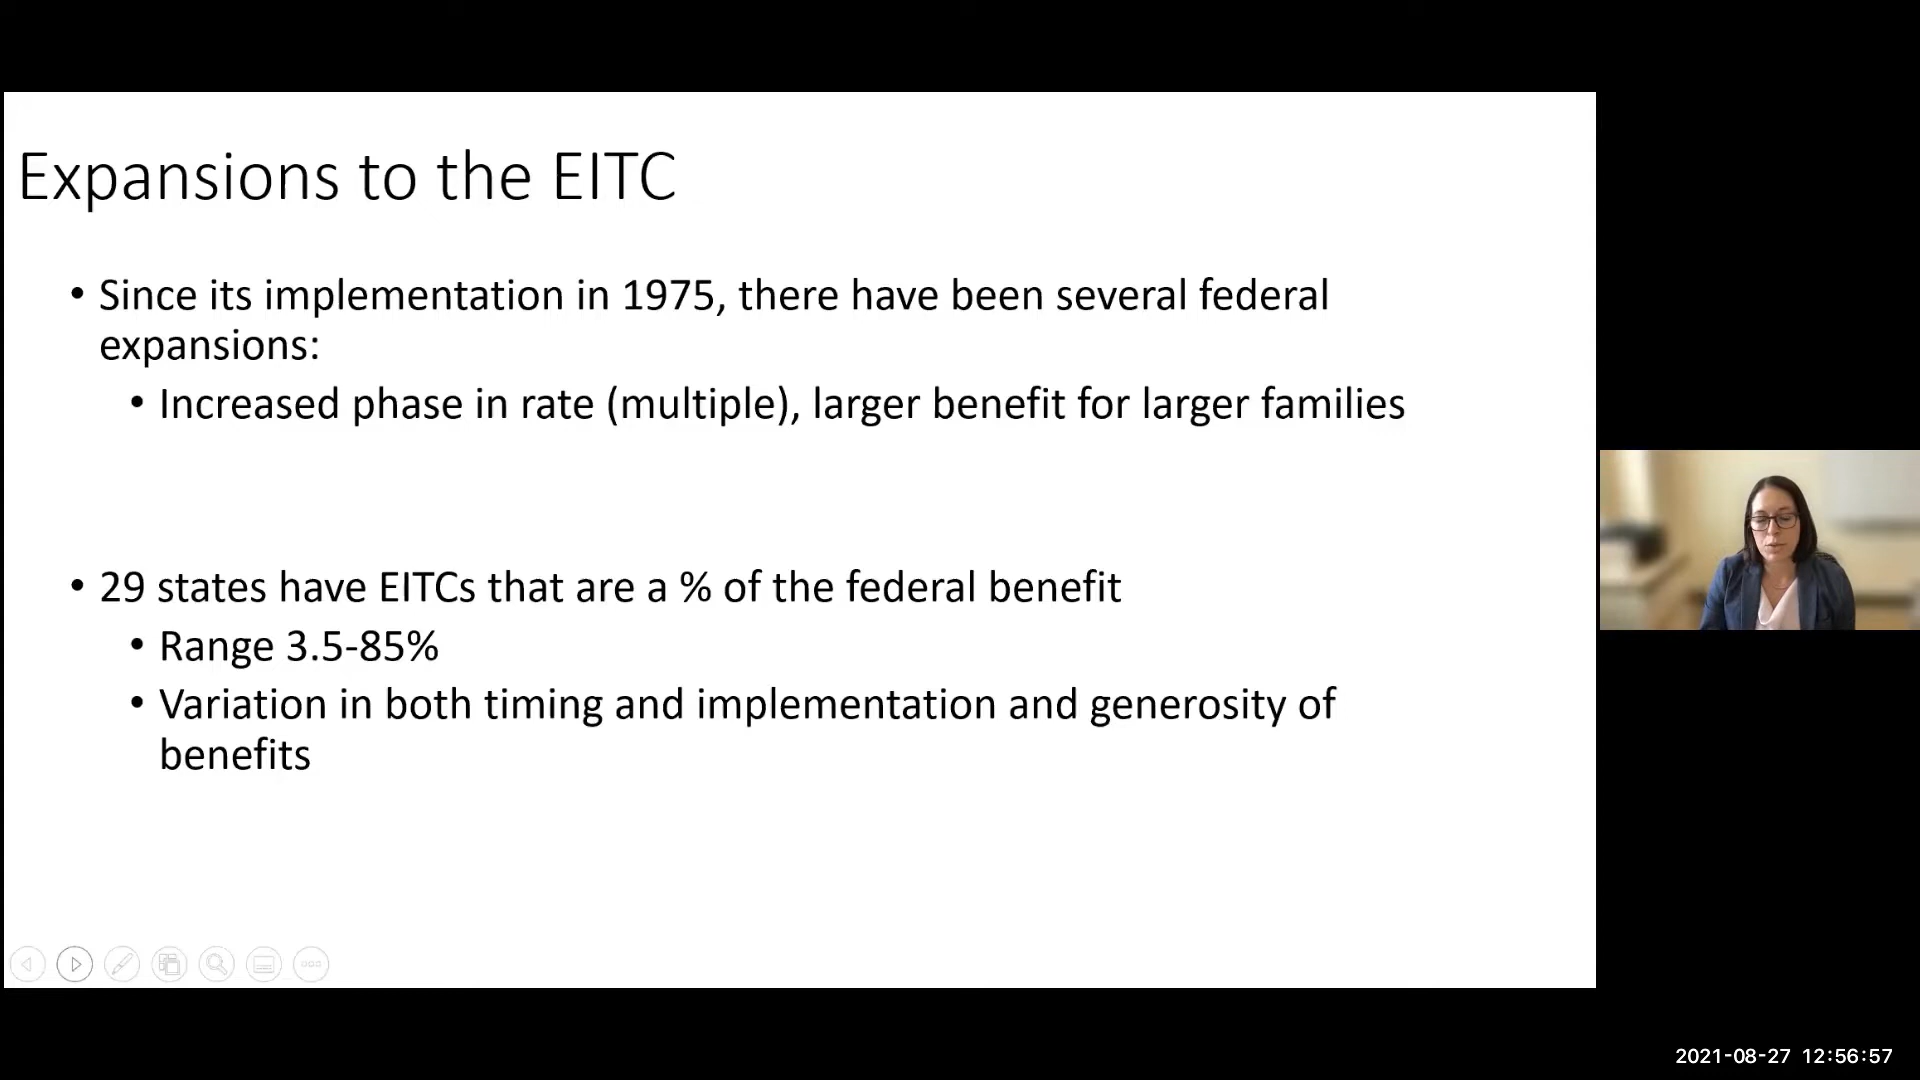 Expansions to the EITC
• Since its implementation in 1975, there have been several federal
expansions:
• Increased phase in rate (multiple), larger benefit for larger families
• 29 states have EITCs that are a % of the federal benefit
• Range 3.5-85%
• Variation in both timing and implementation and generosity of
benefits
2021-08-27 12:56:57